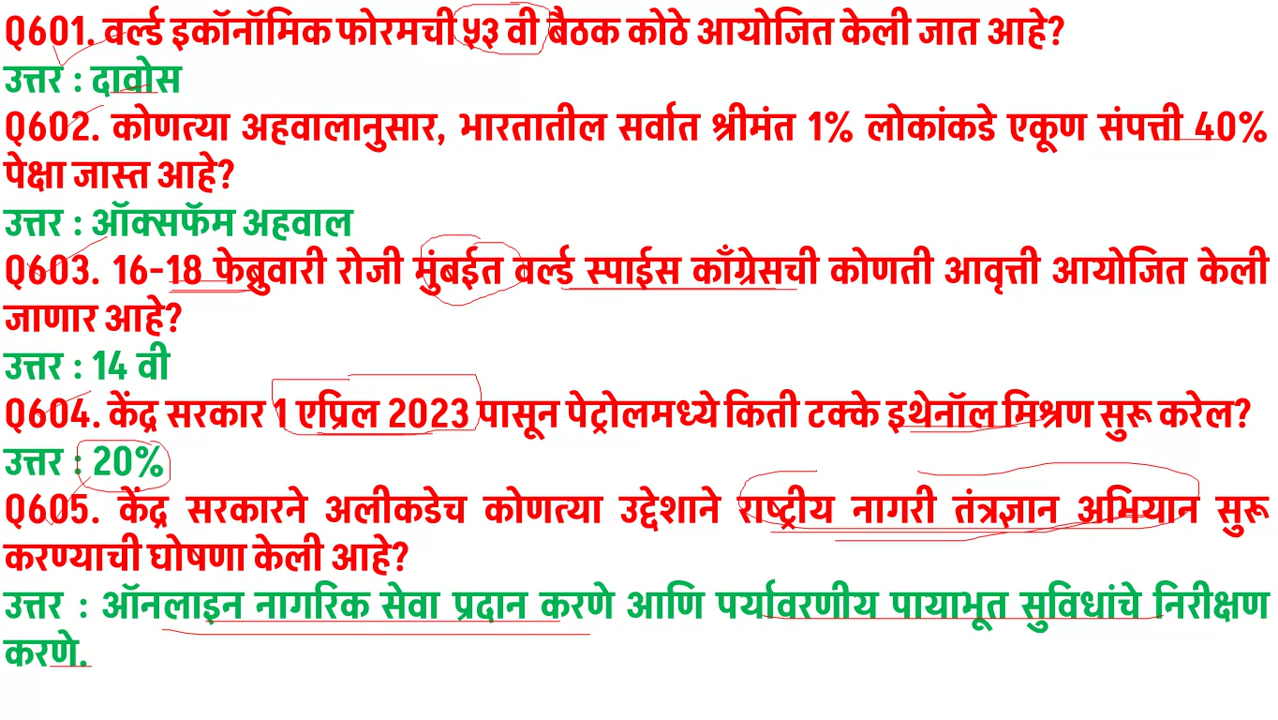 Q601. वर्ल्ड इकॉनॉमिक फोरमची ५३ वी बैठक कोठे आयोजित केली जात आहे?
उत्तर : दावोस
Q602. कोणत्या अहवालानुसार, भारतातील सर्वात श्रीमंत 1% लोकांकडे एकूण संपत्ती 40%
पेक्षा जास्त आहे?
उत्तर : ऑक्सफॅम अहवाल
Q603. 16-18 फेब्रुवारी रोजी मुंबईत वर्ल्ड स्पाईस काँग्रेसची कोणती आवृत्ती आयोजित केली
जाणार आहे?
उत्तर : 14 वी
Q604. केंद्र सरकार 1 एप्रिल 2023 पासून पेट्रोलमध्ये किती टक्के इथेनॉल मिश्रण सुरू करेल?
उत्तर : 20%
Q605. केंद्र सरकारने अलीकडेच कोणत्या उद्देशाने राष्ट्रीय नागरी तंत्रज्ञान अभियान सुरू
करण्याची घोषणा केली आहे?
उत्तर : ऑनलाइन नागरिक सेवा प्रदान करणे आणि पर्यावरणीय पायाभूत सुविधांचे निरीक्षण
करणे.